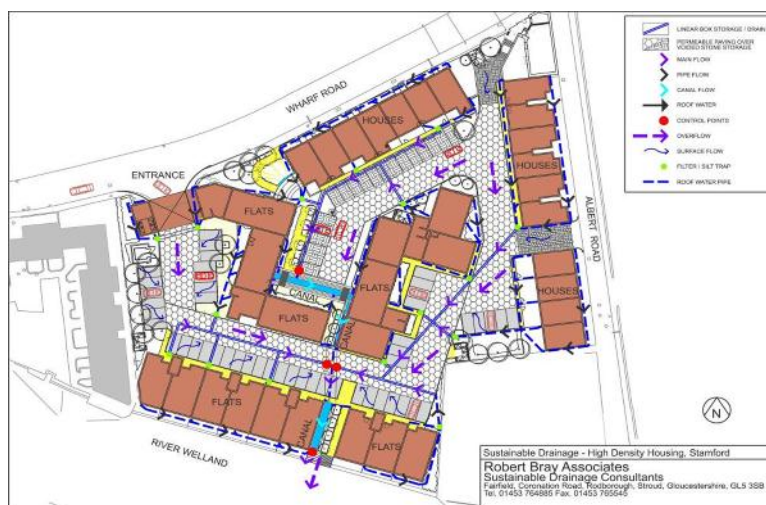 WHARF ROAD
HOUSES
ENTRANCE
FLATS
HOUSES
ALBERT ROAD
CANAL
FLATS
CANAL
FLATS
HOUSES
FLATS
CANAL
FLATS
RIVER WELLAND
LINEAR BOX STORAGE / DRAIN
PERMEABLE PAVING OVER
VOIDED STONE STORAGE
MAIN FLOW
PIPE FLOW
CANAL FLOW
ROOF WATER
CONTROL POINTS
OVERFLOW
SURFACE FLOW
FILTER / SILT TRAP
ROOF WATER PIPE
N
Sustainable Drainage - High Density Housing, Stamford
Robert Bray Associates
Sustainable Drainage Consultants
Fairfield, Coronation Road, Rodborough, Stroud, Gloucestershire, GL5 3SB
Tel. 01453 764885 Fax. 01453 765545